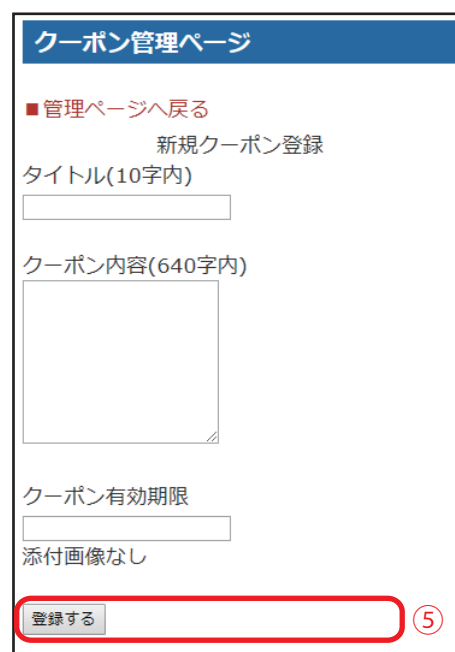 クーポン管理ページ
■管理ページへ戻る
新規クーポン登録
タイトル(10字内)
クーポン内容(640字内)
クーポン有効期限
添付画像なし
登録する ⑤